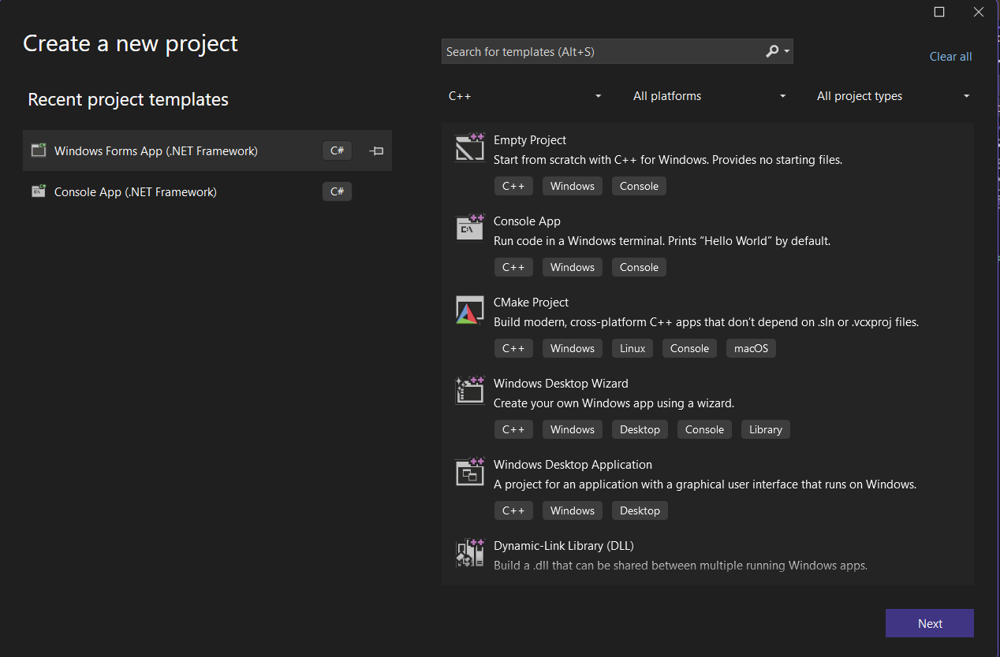 Create a new project
Search for templates (Alt+S)
Clear all
Recent project templates
C++
All platforms
All project types
Windows Forms App (.NET Framework)
C#
Console App (.NET Framework)
C#
Empty Project
Start from scratch with C++ for Windows. Provides no starting files.
C++ Windows Console
Console App
Run code in a Windows terminal. Prints “Hello World” by default.
C++ Windows Console
CMake Project
Build modern, cross-platform C++ apps that don’t depend on .sln or .vcxproj files.
C++ Windows Linux Console macOS
Windows Desktop Wizard
Create your own Windows app using a wizard.
C++ Windows Desktop Console Library
Windows Desktop Application
A project for an application with a graphical user interface that runs on Windows.
C++ Windows Desktop
Dynamic-Link Library (DLL)
Build a .dll that can be shared between multiple running Windows apps.
Next